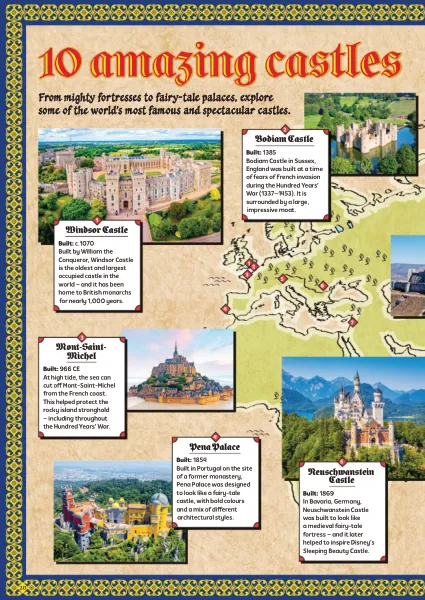 10 amazing castles
From mighty fortresses to fairy-tale palaces, explore
some of the world's most famous and spectacular castles.
Bodiam Castle
Built: 1385
Bodiam Castle in Sussex,
England was built at a time
of fears of French invasion
during the Hundred Years'
War (1337–1453). It is
surrounded by a large,
impressive moat.
Windsor Castle
Built: c.1070
Built by William the
Conqueror, Windsor Castle
is the oldest and largest
occupied castle in the
world – and it has been
home to British monarchs
for nearly 1,000 years.
Mont-Saint-
Michel
Built: 966 CE
At high tide, the sea can
cut off Mont-Saint-Michel
from the French coast.
This helped protect the
rocky island stronghold
– including throughout
the Hundred Years' War.
Pena Palace
Built: 1854
Built in Portugal on the site
of a former monastery,
Pena Palace was designed
to look like a fairy-tale
castle, with bold colours
and a mix of different
architectural styles.
Neuschwanstein
Castle
Built: 1869
In Bavaria, Germany,
Neuschwanstein Castle
was built to look like
a medieval fairy-tale
fortress – and it later
helped to inspire Disney's
Sleeping Beauty Castle.